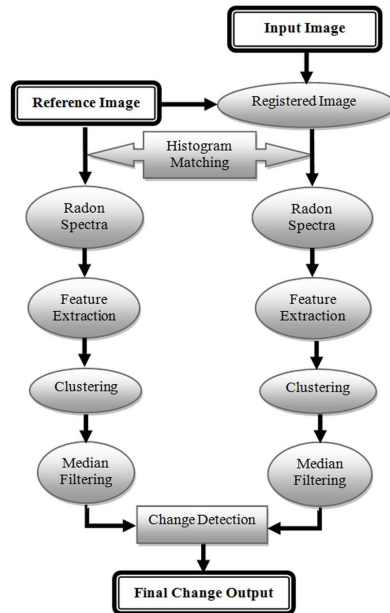 Input Image
Reference Image
Registered Image
Histogram
Matching
Radon
Spectra
Radon
Spectra
Feature
Extraction
Feature
Extraction
Clustering
Clustering
Median
Filtering
Median
Filtering
Change Detection
Final Change Output